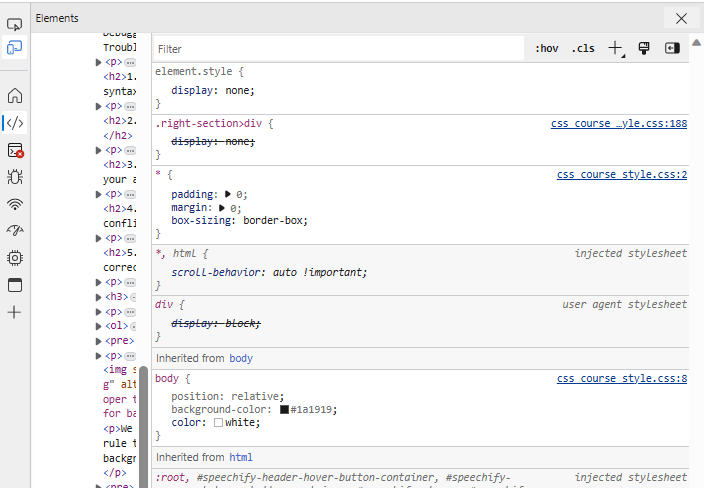 Elements
Debugg
Troubl
<p>
<h2>1.
syntax
<p>
<h2>2.
</h2>
<p>
<h2>3.
your a
<p>
<h2>4.
confli
<p>
<h2>5.
correc
<p>
<h3>
<p>
<ol>
<pre>
<p>
<img s
g" alt
oper t
for ba
<p>We
rule t
backgr
</p>
<pre>
Filter
:hov .cls
element.style {
display: none;
}
.right-section>div { css course …yle.css:188
display: none;
}
* { css course style.css:2
padding: 0;
margin: 0;
box-sizing: border-box;
}
*, html { injected stylesheet
scroll-behavior: auto !important;
}
div { user agent stylesheet
display: block;
}
Inherited from body
body { css course style.css:8
position: relative;
background-color: #1a1919;
color: white;
}
Inherited from html
:root, #speechify-header-hover-button-container, #speechify- injected stylesheet